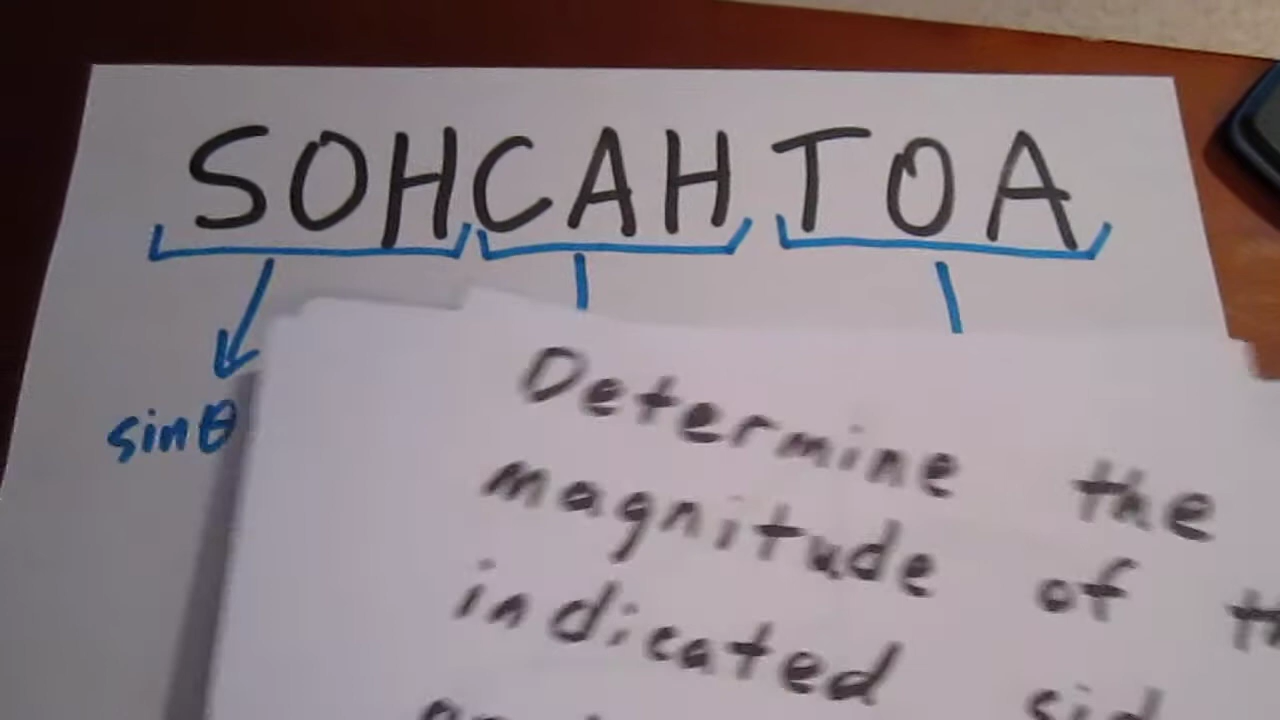 SOHCAHTOA
sinθ
Determine the
magnitude of
indicated